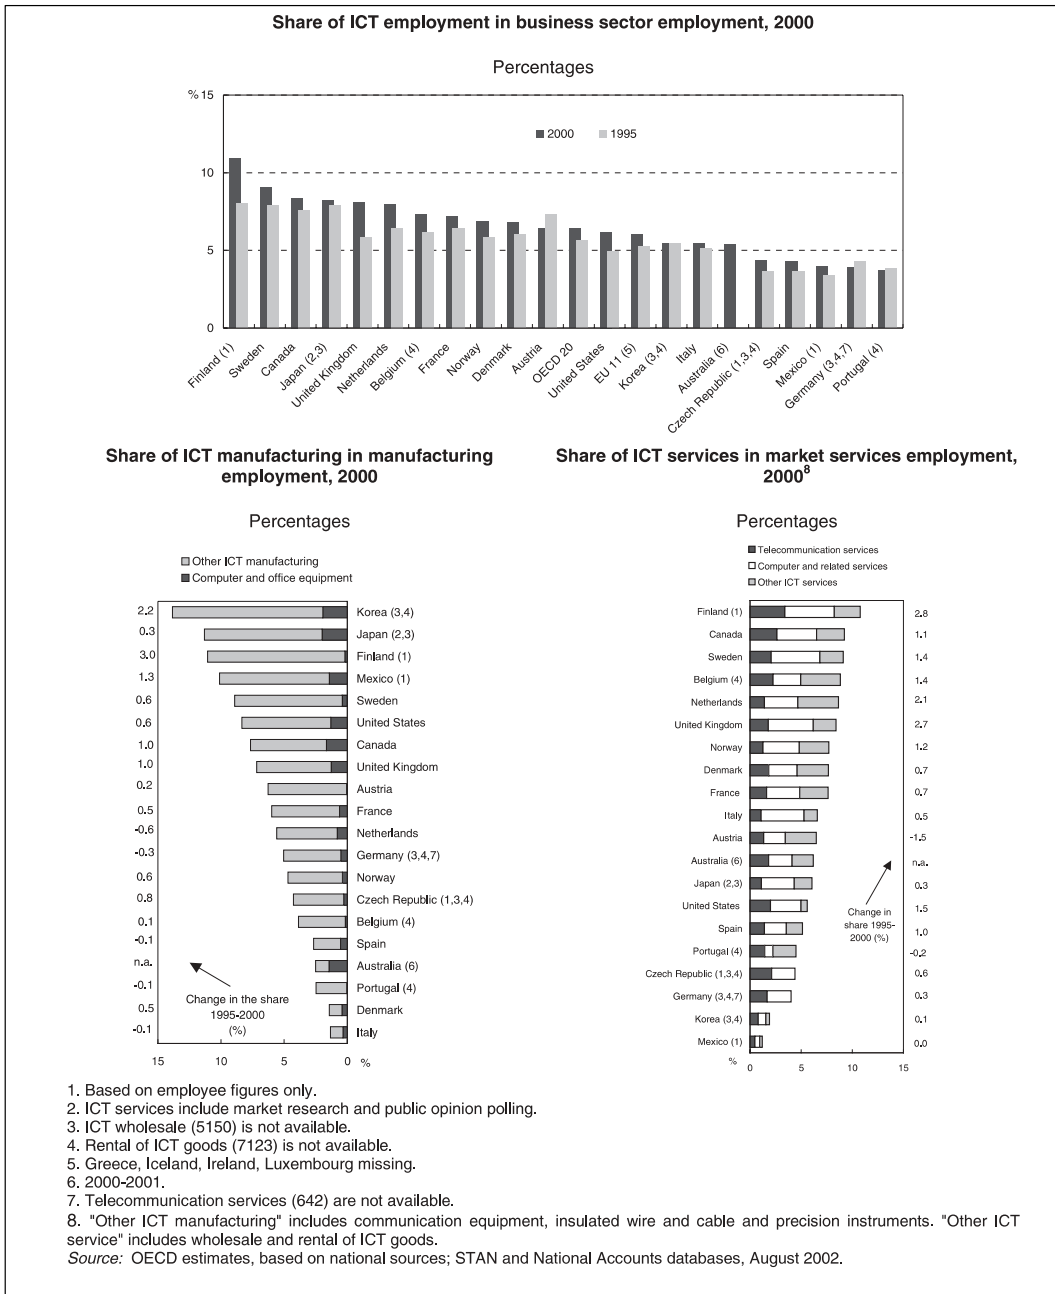 Share of ICT employment in business sector employment, 2000
Percentages
% 15
10
5
0
2000
1995
Finland (1)
Sweden
Canada
Japan (2,3)
United Kingdom
Netherlands
Belgium (4)
France
Norway
Denmark
Austria
OECD 20
United States
EU 11 (5)
Korea (3,4)
Italy
Australia (6)
Czech Republic (1,3,4)
Spain
Mexico (1)
Germany (3,4,7)
Portugal (4)
Share of ICT manufacturing in manufacturing
employment, 2000
Percentages
Other ICT manufacturing
Computer and office equipment
2.2 Korea (3,4)
0.3 Japan (2,3)
3.0 Finland (1)
1.3 Mexico (1)
0.6 Sweden
0.6 United States
1.0 Canada
1.0 United Kingdom
0.2 Austria
0.5 France
-0.6 Netherlands
-0.3 Germany (3,4,7)
0.6 Norway
0.8 Czech Republic (1,3,4)
0.1 Belgium (4)
-0.1 Spain
n.a. Australia (6)
-0.1 Portugal (4)
0.5 Denmark
-0.1 Italy
Change in the share
1995-2000
(%)
15 10 5 0 %
Share of ICT services in market services employment,
2000⁸
Percentages
Telecommunication services
Computer and related services
Other ICT services
Finland (1) 2.8
Canada 1.1
Sweden 1.4
Belgium (4) 1.4
Netherlands 2.1
United Kingdom 2.7
Norway 1.2
Denmark 0.7
France 0.7
Italy 0.5
Austria -1.5
Australia (6) n.a.
Japan (2,3) 0.3
United States 1.5
Spain 1.0
Portugal (4) -0.2
Czech Republic (1,3,4) 0.6
Germany (3,4,7) 0.3
Korea (3,4) 0.1
Mexico (1) 0.0
Change in
share 1995-
2000 (%)
% 0 5 10 15
1. Based on employee figures only.
2. ICT services include market research and public opinion polling.
3. ICT wholesale (5150) is not available.
4. Rental of ICT goods (7123) is not available.
5. Greece, Iceland, Ireland, Luxembourg missing.
6. 2000-2001.
7. Telecommunication services (642) are not available.
8. "Other ICT manufacturing" includes communication equipment, insulated wire and cable and precision instruments. "Other ICT
service" includes wholesale and rental of ICT goods.
Source: OECD estimates, based on national sources; STAN and National Accounts databases, August 2002.